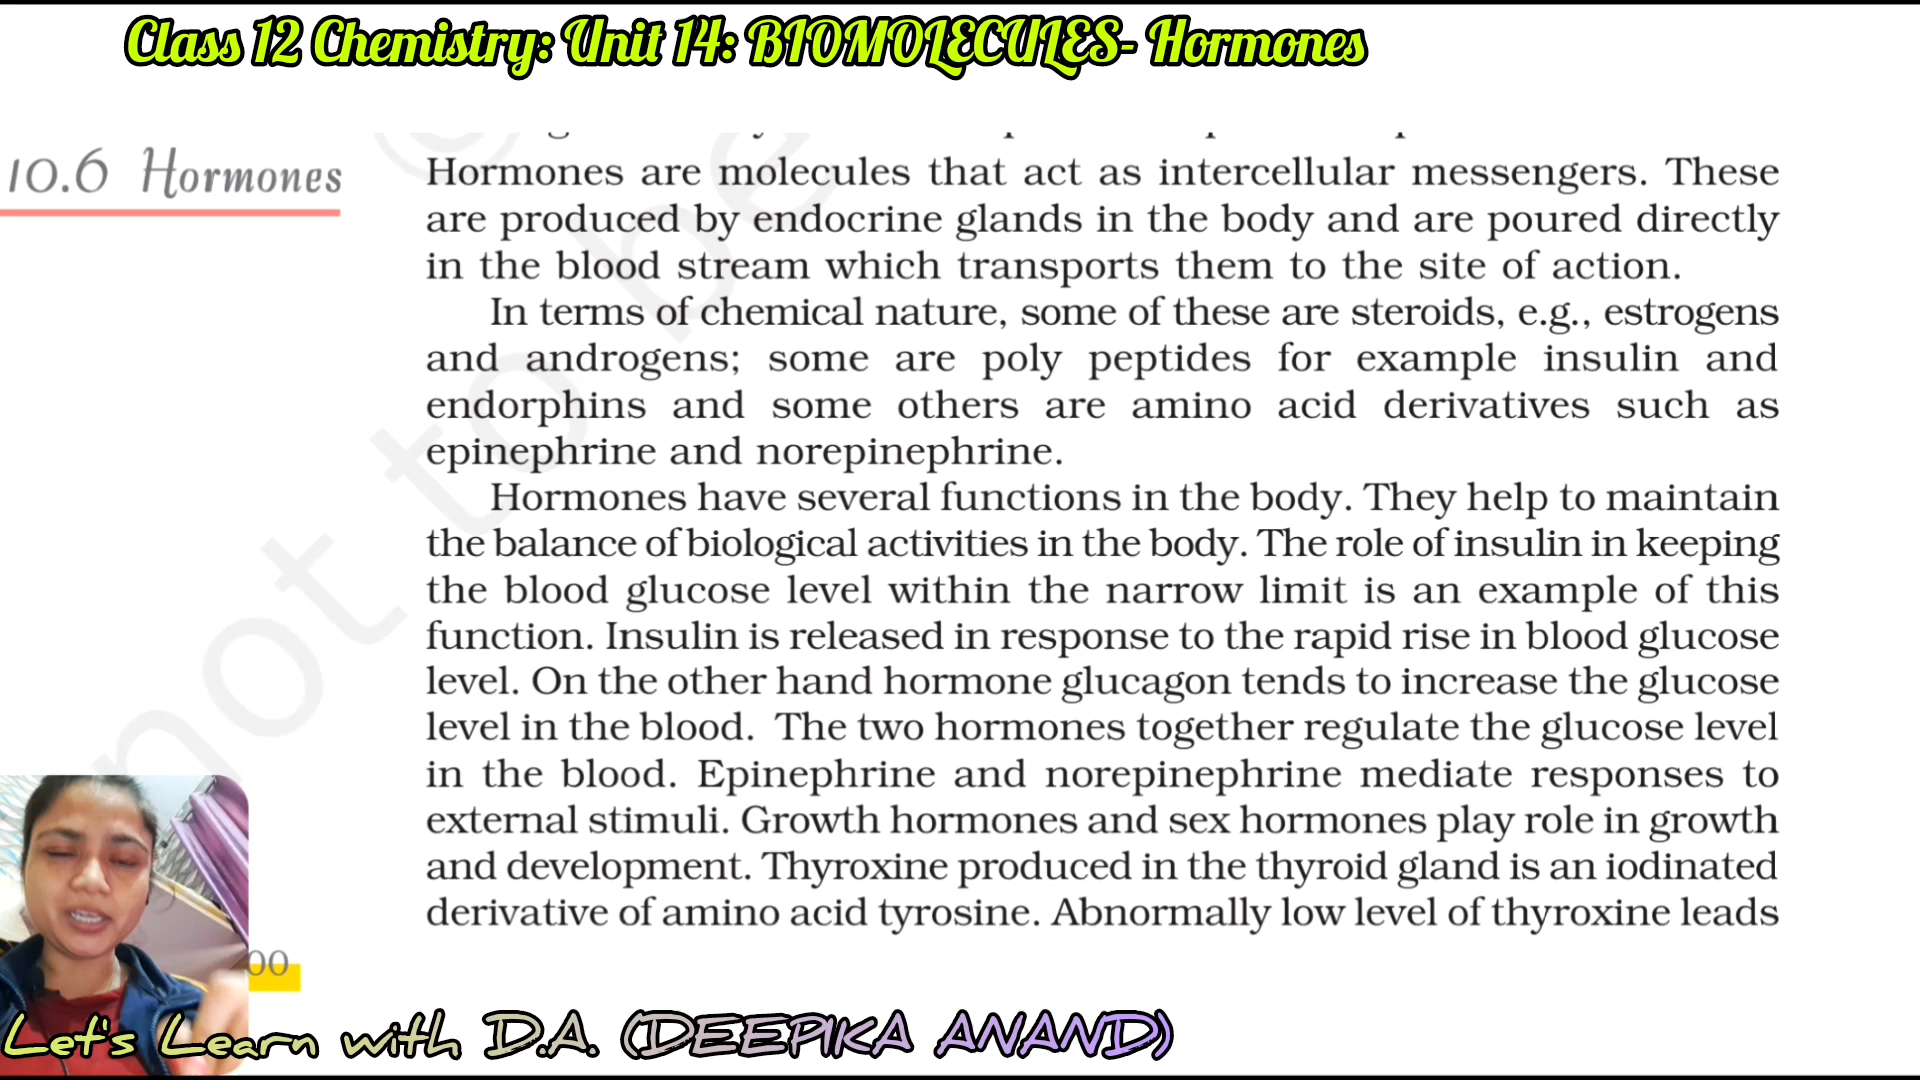 Class 12 Chemistry: Unit 14: BIOMOLECULES- Hormones
10.6 Hormones
Hormones are molecules that act as intercellular messengers. These
are produced by endocrine glands in the body and are poured directly
in the blood stream which transports them to the site of action.
In terms of chemical nature, some of these are steroids, e.g., estrogens
and androgens; some are poly peptides for example insulin and
endorphins and some others are amino acid derivatives such as
epinephrine and norepinephrine.
Hormones have several functions in the body. They help to maintain
the balance of biological activities in the body. The role of insulin in keeping
the blood glucose level within the narrow limit is an example of this
function. Insulin is released in response to the rapid rise in blood glucose
level. On the other hand hormone glucagon tends to increase the glucose
level in the blood. The two hormones together regulate the glucose level
in the blood. Epinephrine and norepinephrine mediate responses to
external stimuli. Growth hormones and sex hormones play role in growth
and development. Thyroxine produced in the thyroid gland is an iodinated
derivative of amino acid tyrosine. Abnormally low level of thyroxine leads
not to be
00
Let's Learn with D.A. (DEEPIKA ANAND)